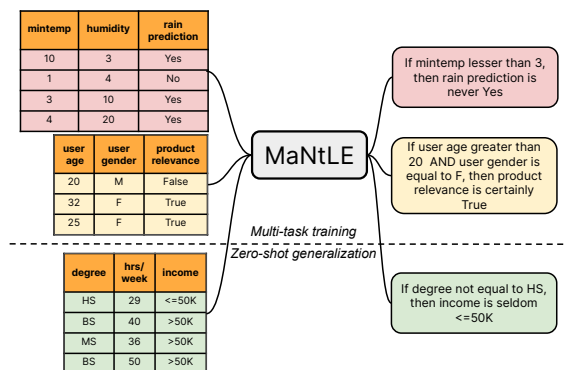 mintemp humidity rain prediction
10 3 Yes
1 4 No
3 10 Yes
4 20 Yes
user age user gender product relevance
20 M False
32 F True
25 F True
MaNtLE
If mintemp lesser than 3,
then rain prediction is
never Yes
If user age greater than
20 AND user gender is
equal to F, then product
relevance is certainly
True
Multi-task training
Zero-shot generalization
degree hrs/ week income
HS 29 <=50K
BS 40 >50K
MS 36 >50K
BS 50 >50K
If degree not equal to HS,
then income is seldom
<=50K